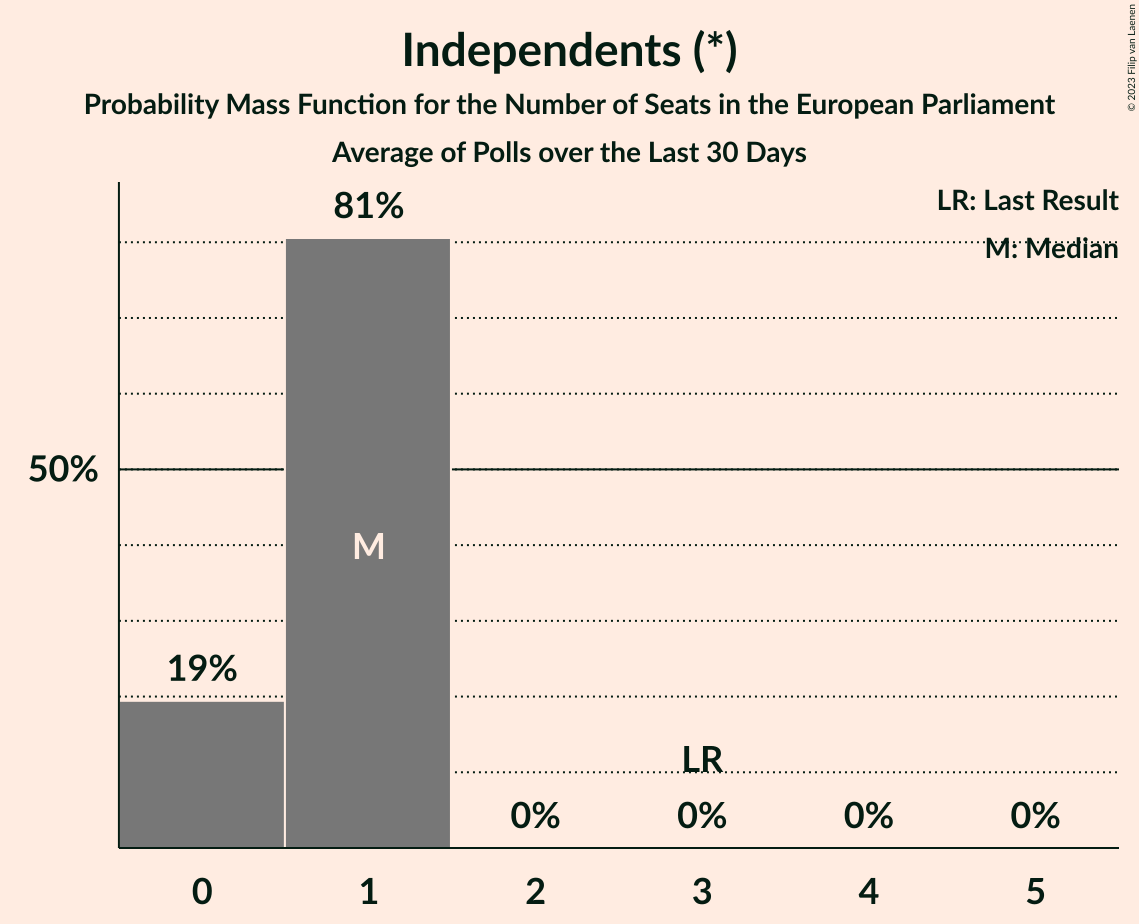 Independents (*)
Probability Mass Function for the Number of Seats in the European Parliament
Average of Polls over the Last 30 Days
© 2023 Filip van Laenen
LR: Last Result
M: Median
81%
50%
M
19%
LR
0% 0% 0% 0%
0 1 2 3 4 5